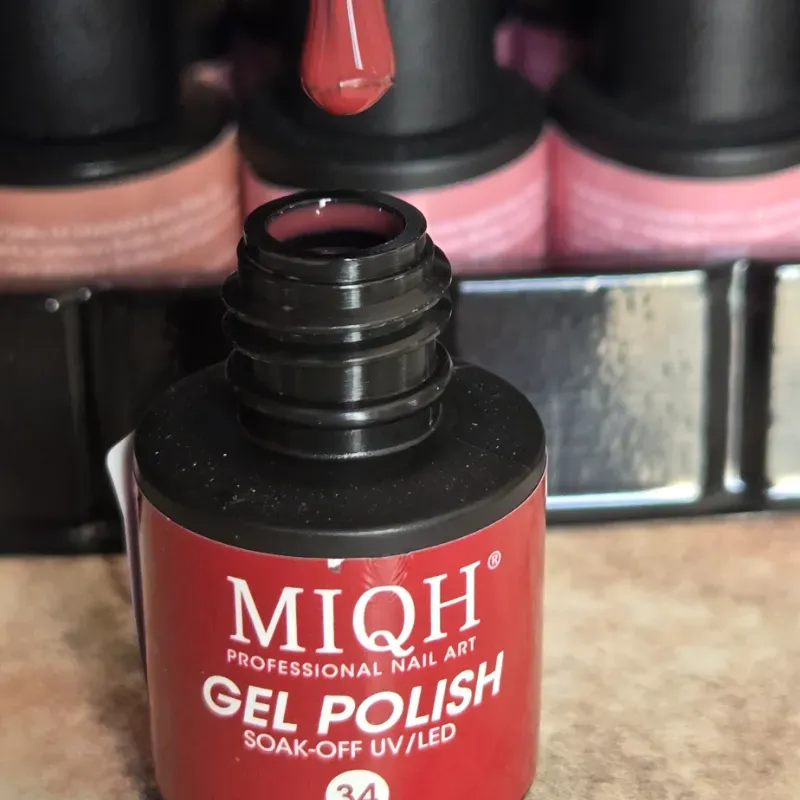 MIQH®
PROFESSIONAL NAIL ART
GEL POLISH
SOAK-OFF UV/LED
34